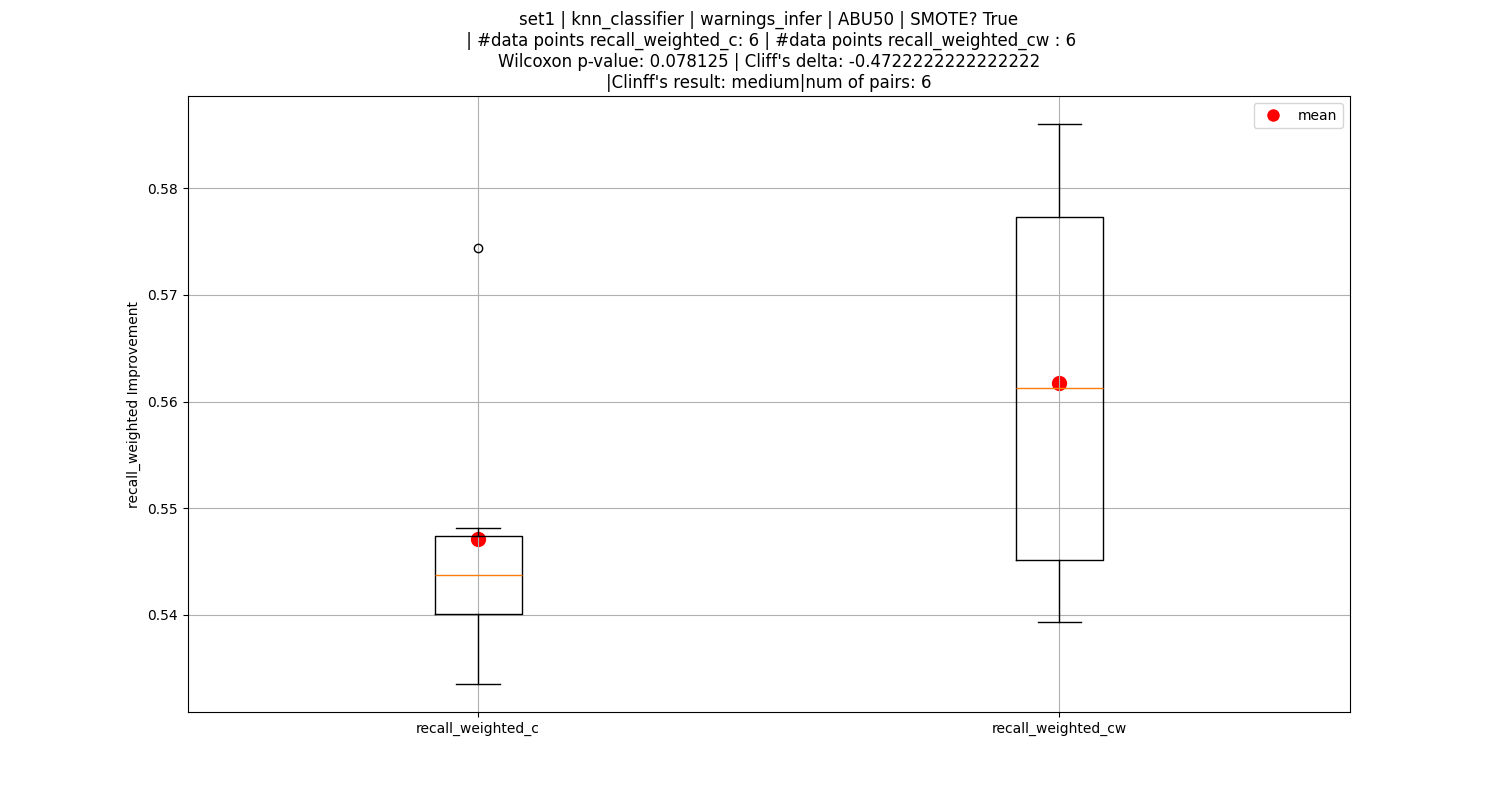 set1 | knn_classifier | warnings_infer | ABU50 | SMOTE? True
| #data points recall_weighted_c: 6 | #data points recall_weighted_cw : 6
Wilcoxon p-value: 0.078125 | Cliff's delta: -0.4722222222222222
|Clinff's result: medium|num of pairs: 6
mean
0.58
0.57
0.56
0.55
0.54
recall_weighted Improvement
recall_weighted_c
recall_weighted_cw